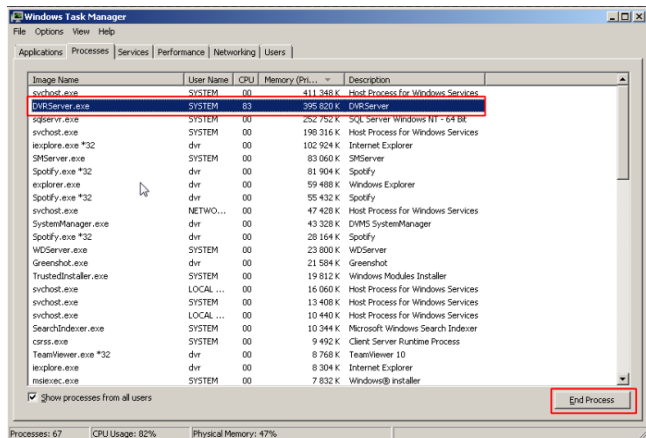 Windows Task Manager
File Options View Help
Applications Processes Services Performance Networking Users
Image Name User Name CPU Memory (Pri... Description
svchost.exe SYSTEM 00 411 348 K Host Process for Windows Services
DVRServer.exe SYSTEM 83 395 820 K DVRServer
sqlservr.exe SYSTEM 00 252 752 K SQL Server Windows NT - 64 Bit
svchost.exe SYSTEM 00 198 316 K Host Process for Windows Services
iexplore.exe *32 dvr 00 102 924 K Internet Explorer
SMServer.exe SYSTEM 00 83 060 K SMServer
Spotify.exe *32 dvr 00 81 904 K Spotify
explorer.exe dvr 00 59 488 K Windows Explorer
Spotify.exe *32 dvr 00 55 432 K Spotify
svchost.exe NETWO... 00 47 428 K Host Process for Windows Services
SystemManager.exe dvr 00 43 328 K DVMS SystemManager
Spotify.exe *32 dvr 00 28 164 K Spotify
WDServer.exe SYSTEM 00 23 800 K WDServer
Greenshot.exe dvr 00 21 584 K Greenshot
TrustedInstaller.exe SYSTEM 00 19 812 K Windows Modules Installer
svchost.exe LOCAL ... 00 16 060 K Host Process for Windows Services
svchost.exe SYSTEM 00 13 408 K Host Process for Windows Services
svchost.exe LOCAL ... 00 10 440 K Host Process for Windows Services
SearchIndexer.exe SYSTEM 00 10 344 K Microsoft Windows Search Indexer
csrss.exe SYSTEM 00 9 492 K Client Server Runtime Process
TeamViewer.exe *32 dvr 00 8 768 K TeamViewer 10
iexplore.exe dvr 00 8 304 K Internet Explorer
msiexec.exe SYSTEM 00 7 832 K Windows® installer
Show processes from all users
End Process
Processes: 67 CPU Usage: 82% Physical Memory: 47%